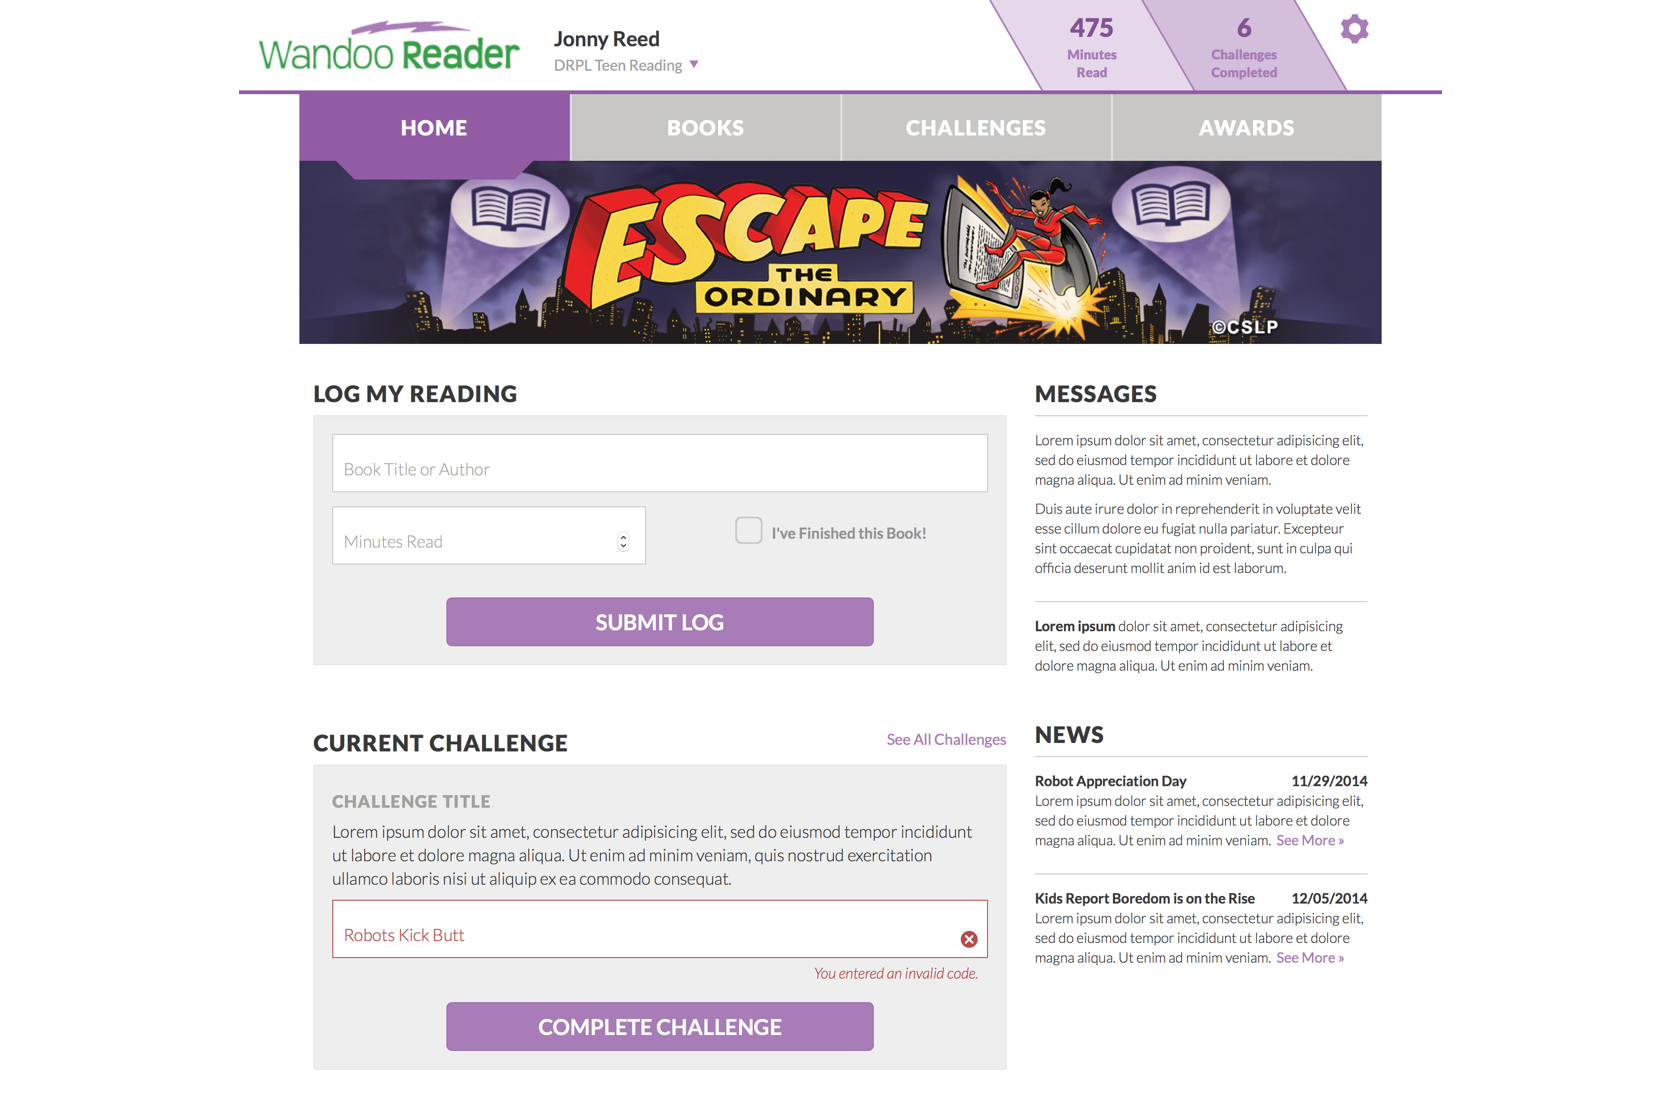 Wandoo Reader
Jonny Reed
DRPL Teen Reading
475
Minutes
Read
6
Challenges
Completed
HOME
BOOKS
CHALLENGES
AWARDS
ESCAPE
THE
ORDINARY
©CSLP
LOG MY READING
Book Title or Author
Minutes Read
I've Finished this Book!
SUBMIT LOG
CURRENT CHALLENGE
See All Challenges
CHALLENGE TITLE
Lorem ipsum dolor sit amet, consectetur adipisicing elit, sed do eiusmod tempor incididunt
ut labore et dolore magna aliqua. Ut enim ad minim veniam, quis nostrud exercitation
ullamco laboris nisi ut aliquip ex ea commodo consequat.
Robots Kick Butt
You entered an invalid code.
COMPLETE CHALLENGE
MESSAGES
Lorem ipsum dolor sit amet, consectetur adipisicing elit,
sed do eiusmod tempor incididunt ut labore et dolore
magna aliqua. Ut enim ad minim veniam.
Duis aute irure dolor in reprehenderit in voluptate velit
esse cillum dolore eu fugiat nulla pariatur. Excepteur
sint occaecat cupidatat non proident, sunt in culpa qui
officia deserunt mollit anim id est laborum.
Lorem ipsum dolor sit amet, consectetur adipisicing
elit, sed do eiusmod tempor incididunt ut labore et
dolore magna aliqua. Ut enim ad minim veniam.
NEWS
Robot Appreciation Day 11/29/2014
Lorem ipsum dolor sit amet, consectetur adipisicing elit,
sed do eiusmod tempor incididunt ut labore et dolore
magna aliqua. Ut enim ad minim veniam. See More »
Kids Report Boredom is on the Rise 12/05/2014
Lorem ipsum dolor sit amet, consectetur adipisicing elit,
sed do eiusmod tempor incididunt ut labore et dolore
magna aliqua. Ut enim ad minim veniam. See More »